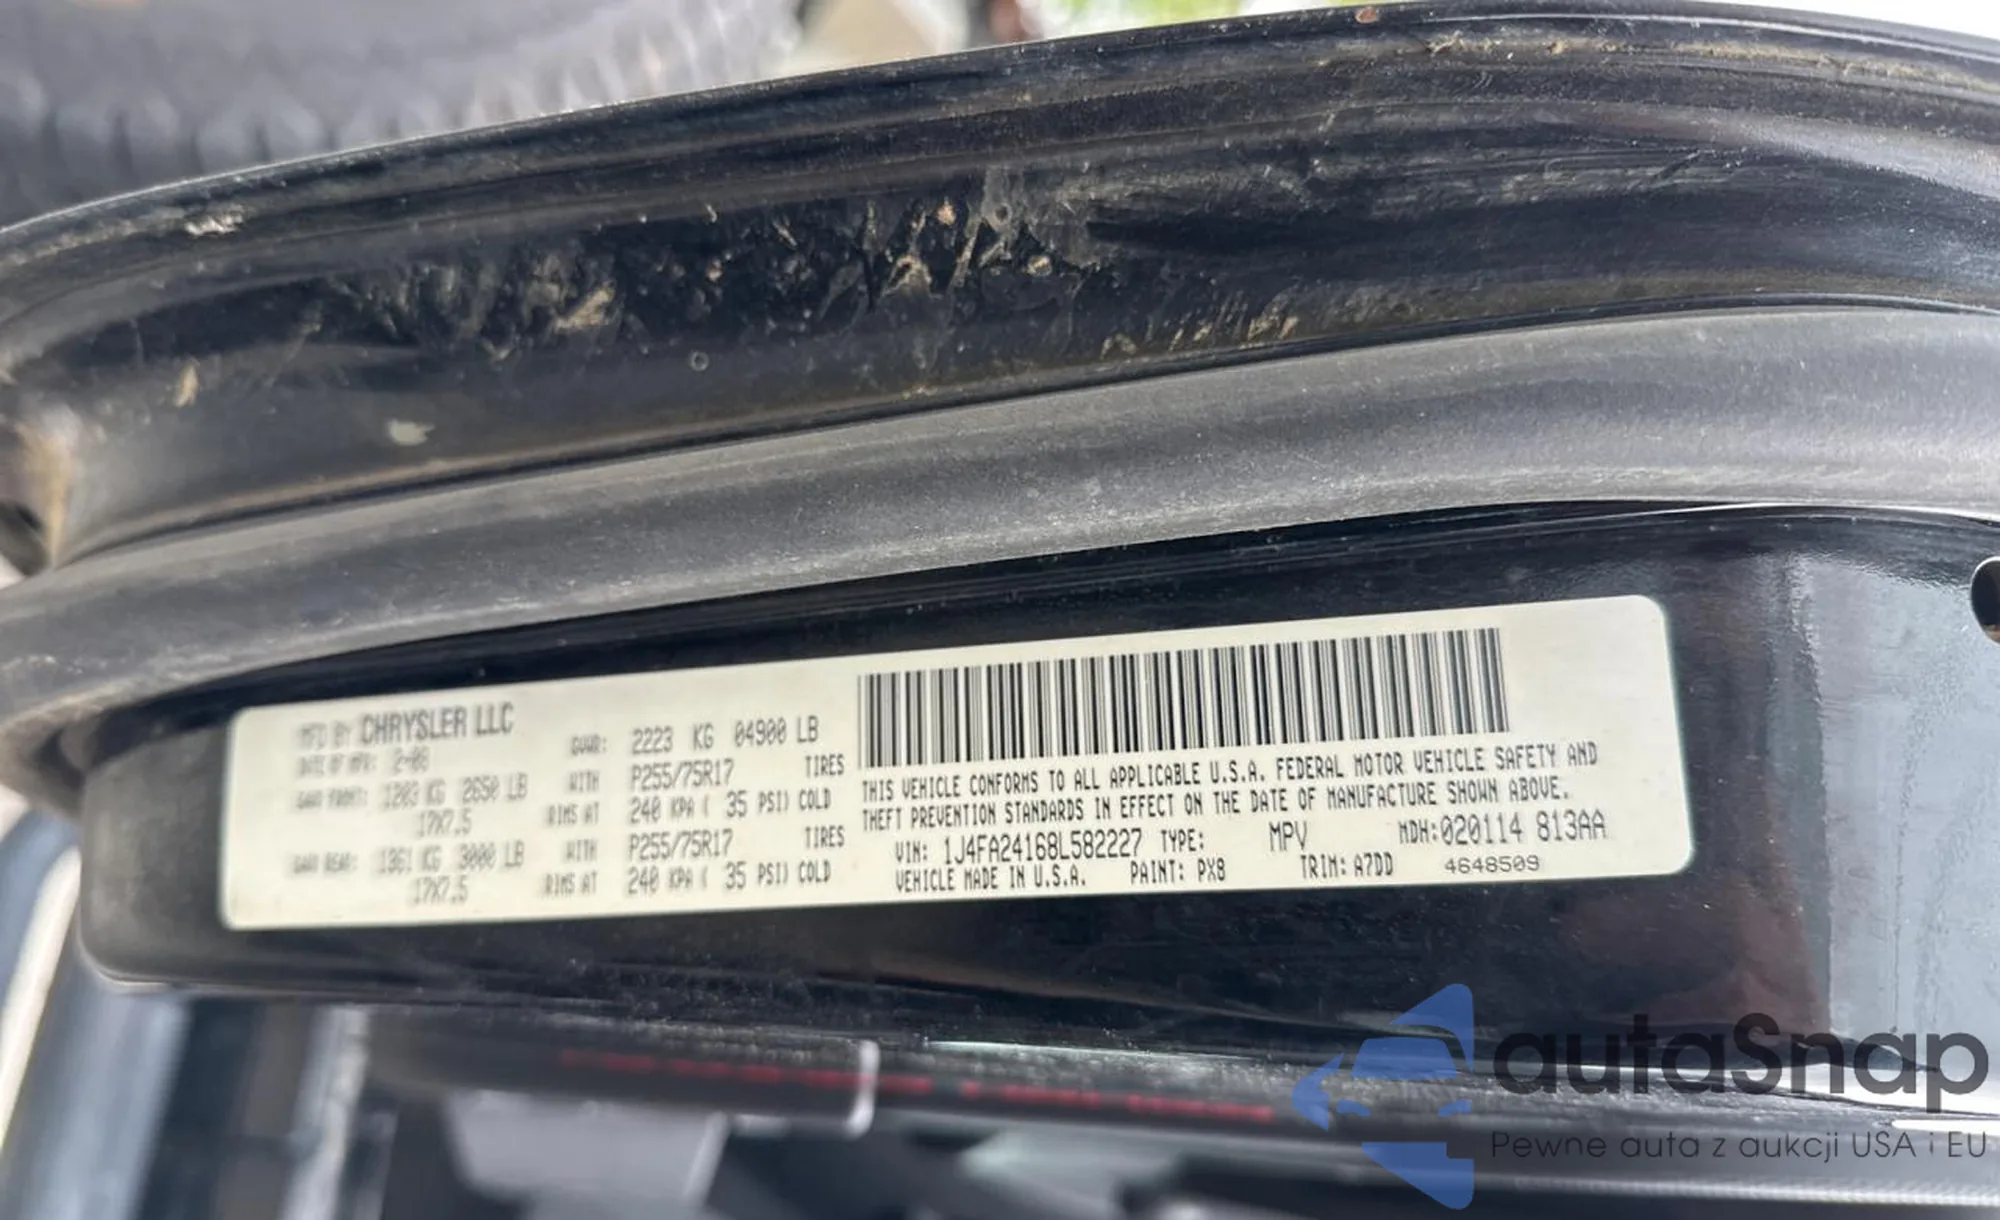 MFD BY CHRYSLER LLC
DATE OF MFR: 2-08
GVWR: 2223 KG 04900 LB
GAWR FRONT: 1203 KG 2650 LB
WITH P255/75R17 TIRES
17X7.5 RIMS AT 240 KPA ( 35 PSI) COLD
GAWR REAR: 1361 KG 3000 LB
WITH P255/75R17 TIRES
17X7.5 RIMS AT 240 KPA ( 35 PSI) COLD
THIS VEHICLE CONFORMS TO ALL APPLICABLE U.S.A. FEDERAL MOTOR VEHICLE SAFETY AND
THEFT PREVENTION STANDARDS IN EFFECT ON THE DATE OF MANUFACTURE SHOWN ABOVE.
VIN: 1J4FA24168L582227 TYPE: MPV MDH:020114 813AA
VEHICLE MADE IN U.S.A. PAINT: PX8 TRIM: A7DD 4648509
autaSnap
Pewne auta z aukcji USA i EU